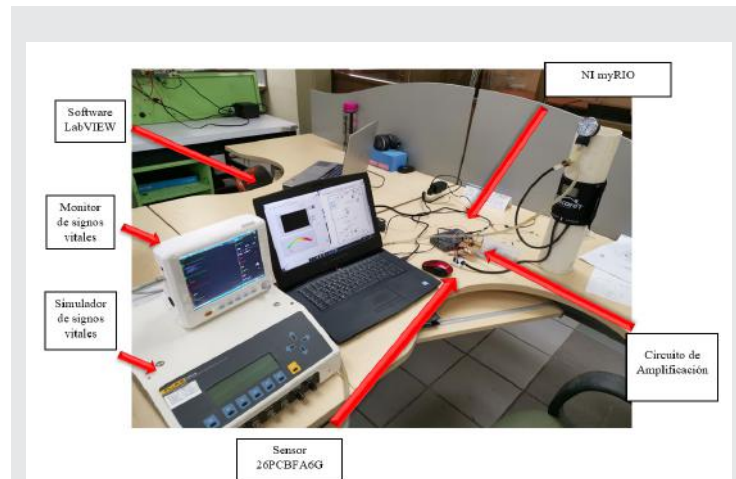 NI myRIO
Software
LabVIEW
Monitor
de signos
vitales
Simulador
de signos
vitales
Circuito de
Amplificación
Sensor
26PCBFA6G